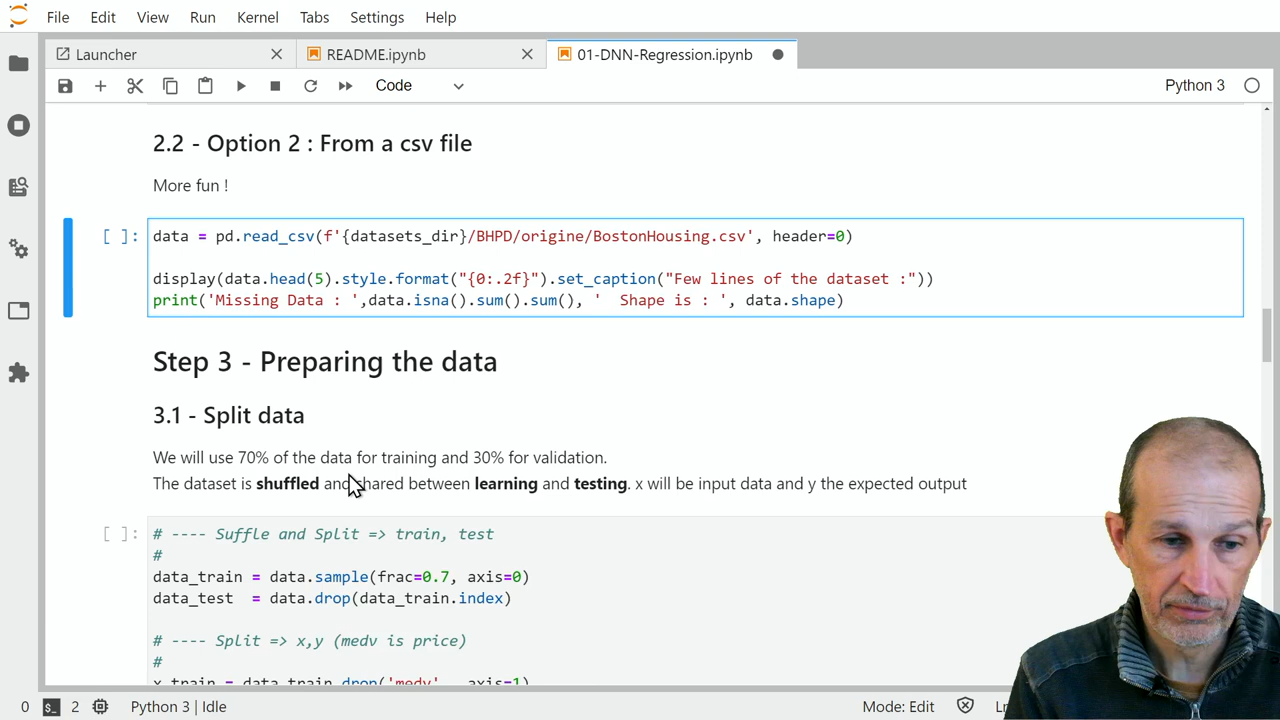 File Edit View Run Kernel Tabs Settings Help
Launcher README.ipynb 01-DNN-Regression.ipynb
Code Python 3
2.2 - Option 2 : From a csv file
More fun !
[ ]: data = pd.read_csv(f'{datasets_dir}/BHPD/origine/BostonHousing.csv', header=0)
display(data.head(5).style.format("{0:.2f}").set_caption("Few lines of the dataset :"))
print('Missing Data : ',data.isna().sum().sum(), '  Shape is : ', data.shape)
Step 3 - Preparing the data
3.1 - Split data
We will use 70% of the data for training and 30% for validation.
The dataset is shuffled and shared between learning and testing. x will be input data and y the expected output
[ ]: # ---- Suffle and Split => train, test
#
data_train = data.sample(frac=0.7, axis=0)
data_test  = data.drop(data_train.index)
# ---- Split => x,y (medv is price)
#
x_train = data_train.drop('medv', axis=1)
0 $_ 2 Python 3 | Idle Mode: Edit